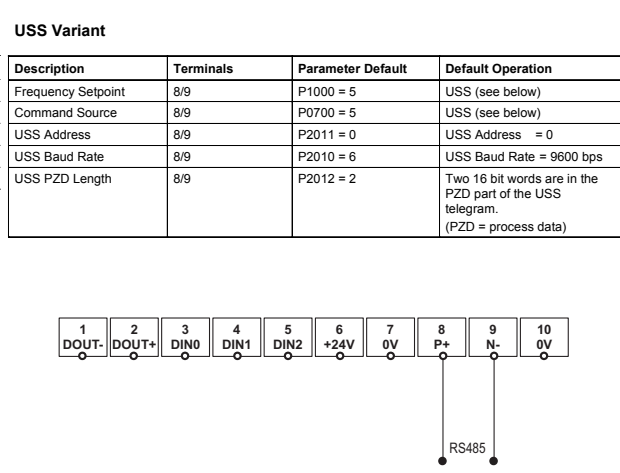 USS Variant
Description Terminals Parameter Default Default Operation
Frequency Setpoint 8/9 P1000 = 5 USS (see below)
Command Source 8/9 P0700 = 5 USS (see below)
USS Address 8/9 P2011 = 0 USS Address = 0
USS Baud Rate 8/9 P2010 = 6 USS Baud Rate = 9600 bps
USS PZD Length 8/9 P2012 = 2 Two 16 bit words are in the
PZD part of the USS
telegram.
(PZD = process data)
1 2 3 4 5 6 7 8 9 10
DOUT- DOUT+ DIN0 DIN1 DIN2 +24V 0V P+ N- 0V
RS485